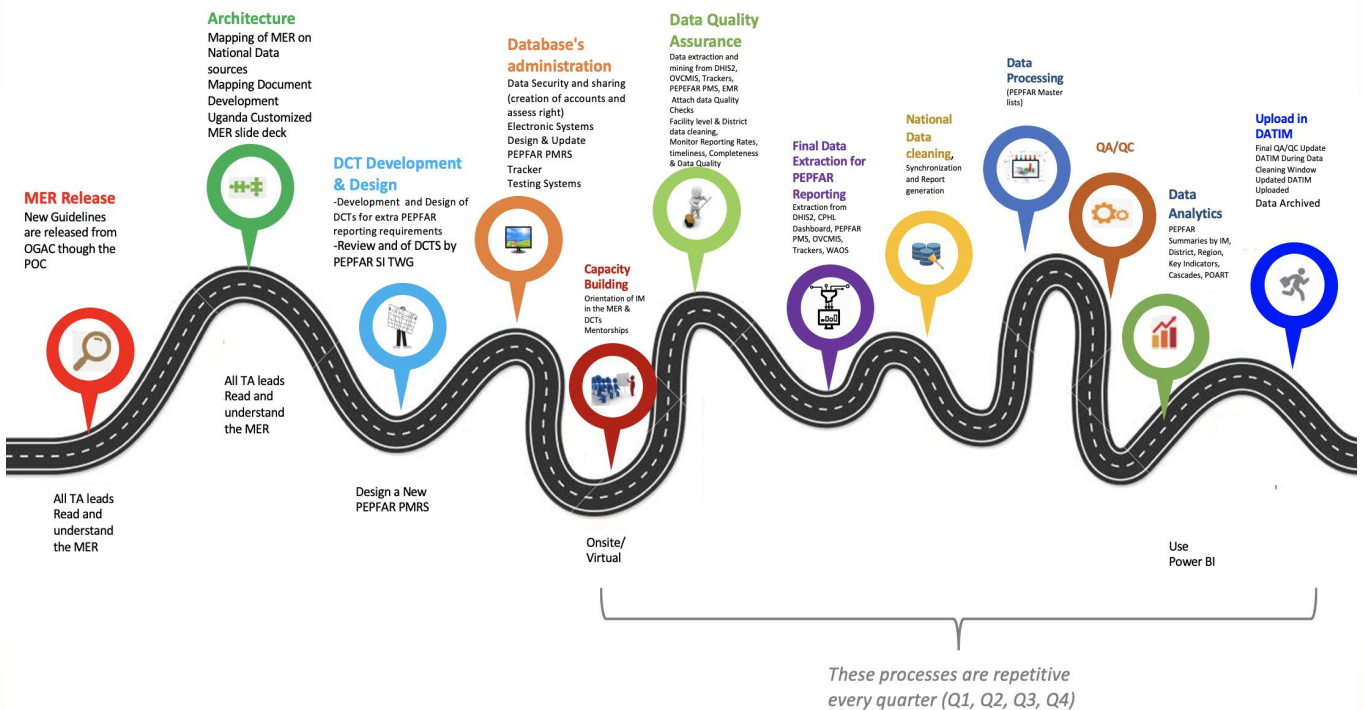 MER Release
New Guidelines
are released from
OGAC though the
POC
All TA leads
Read and
understand
the MER
Architecture
Mapping of MER on
National Data
sources
Mapping Document
Development
Uganda Customized
MER slide deck
All TA leads
Read and
understand
the MER
DCT Development
& Design
-Development and Design of
DCTs for extra PEPFAR
reporting requirements
-Review and of DCTS by
PEPFAR SI TWG
Design a New
PEPFAR PMRS
Database's
administration
Data Security and sharing
(creation of accounts and
assess right)
Electronic Systems
Design & Update
PEPFAR PMRS
Tracker
Testing Systems
Capacity
Building
Orientation of IM
in the MER &
DCTs
Mentorships
Onsite/
Virtual
Data Quality
Assurance
Data extraction and
mining from DHIS2,
OVCMIS, Trackers,
PEPEFAR PMS, EMR
Attach data Quality
Checks
Facility level & District
data cleaning,
Monitor Reporting Rates,
timeliness, Completeness
& Data Quality
Final Data
Extraction for
PEPFAR
Reporting
Extraction from
DHIS2, CPHL
Dashboard, PEPFAR
PMS, OVCMIS,
Trackers, WAOS
National
Data
cleaning,
Synchronization
and Report
generation
Data
Processing
(PEPFAR Master
lists)
QA/QC
Data
Analytics
PEPFAR
Summaries by IM,
District, Region,
Key Indicators,
Cascades, POART
Use
Power BI
Upload in
DATIM
Final QA/QC Update
DATIM During Data
Cleaning Window
Updated DATIM
Uploaded
Data Archived
These processes are repetitive
every quarter (Q1, Q2, Q3, Q4)